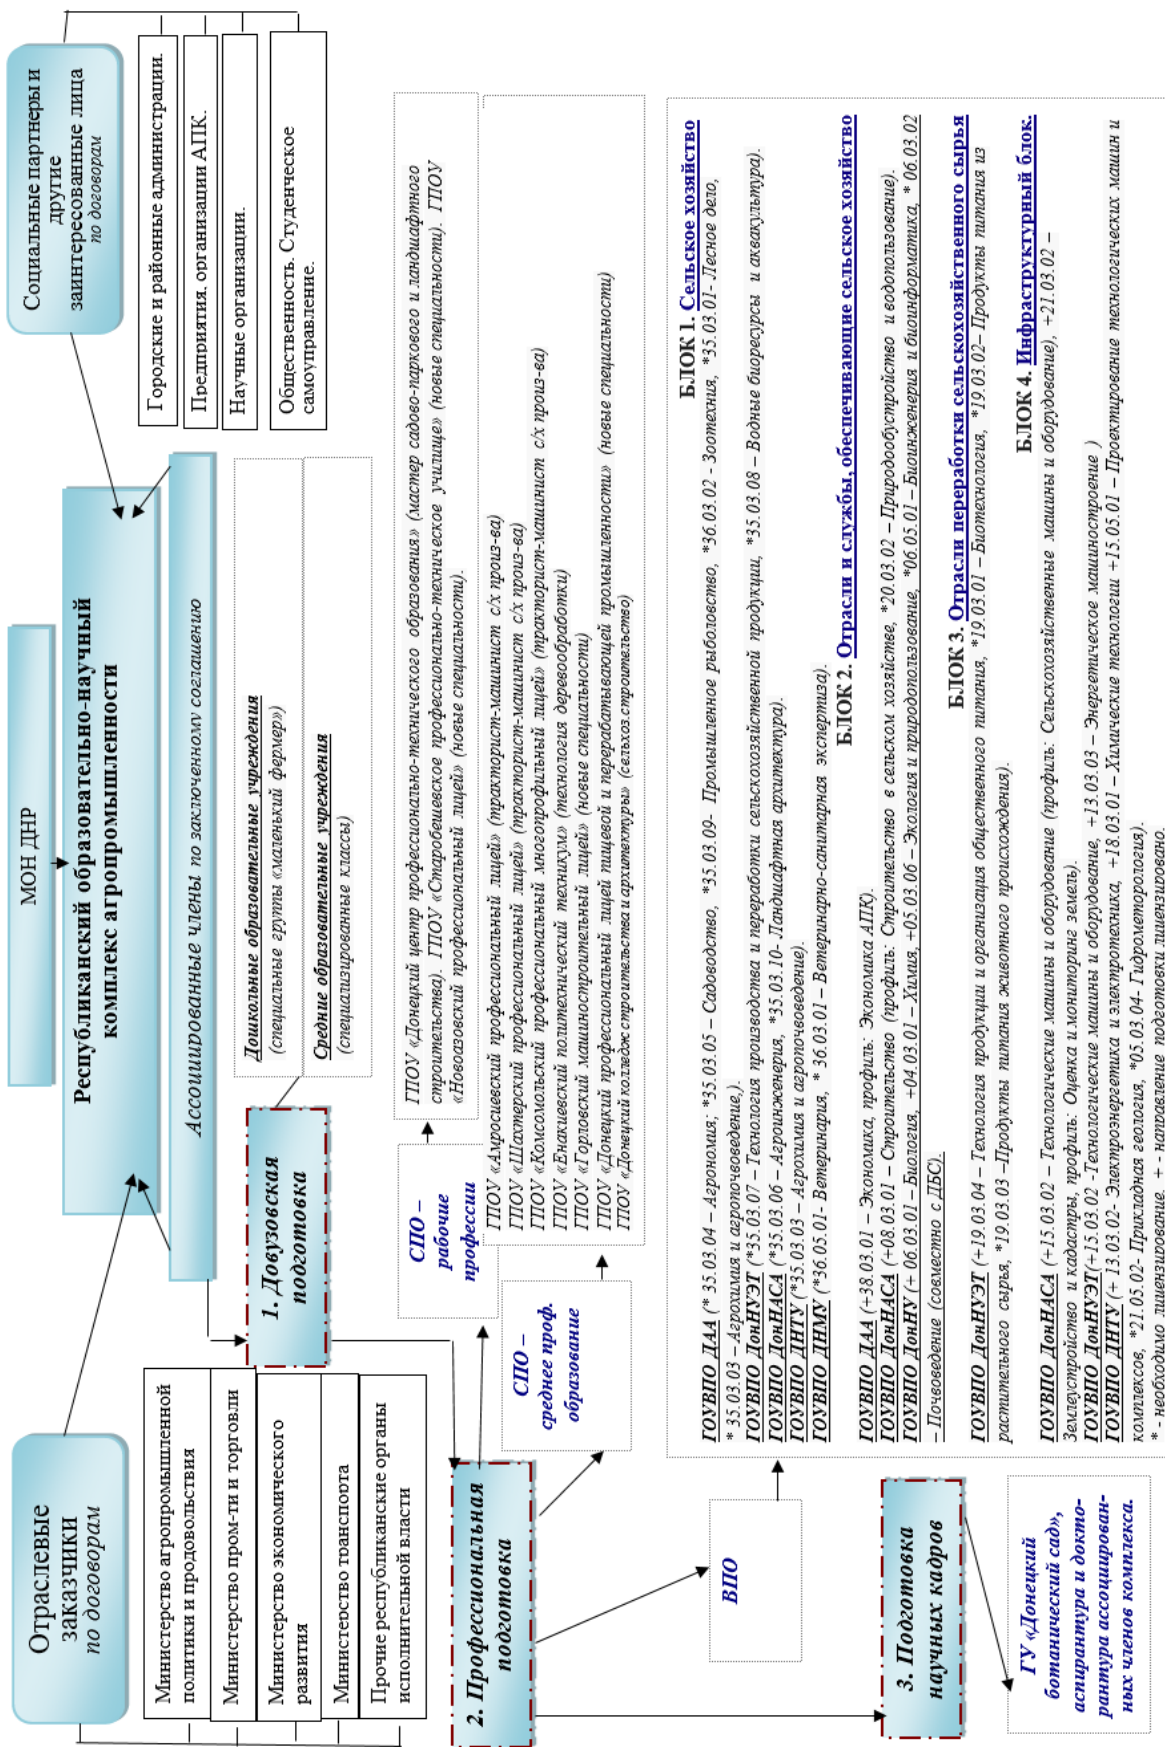 МОН ДНР
Республиканский образовательно-научный
комплекс агропромышленности
Ассоциированные члены по заключенному соглашению
Отраслевые
заказчики
по договорам
Министерство агропромышленной
политики и продовольствия
Министерство пром-ти и торговли
Министерство экономического
развития
Министерство транспорта
Прочие республиканские органы
исполнительной власти
Социальные партнеры и
другие
заинтересованные лица
по договорам
Городские и районные администрации.
Предприятия, организации АПК.
Научные организации.
Общественность. Студенческое
самоуправление.
1. Довузовская
подготовка
Дошкольные образовательные учреждения
(специальные группы «маленький фермер»)
Средние образовательные учреждения
(специализированные классы)
2. Профессиональная
подготовка
СПО –
рабочие
профессии
ГПОУ «Донецкий центр профессионально-технического образования» (мастер садово-паркового и ландшафтного
строительства). ГПОУ «Старобешевское профессионально-техническое училище» (новые специальности). ГПОУ
«Новоазовский профессиональный лицей» (новые специальности).
СПО –
среднее проф.
образование
ГПОУ «Амросиевский профессиональный лицей» (тракторист-машинист с/х произ-ва)
ГПОУ «Шахтерский профессиональный лицей» (тракторист-машинист с/х произ-ва)
ГПОУ «Комсомольский профессиональный многопрофильный лицей» (тракторист-машинист с/х произ-ва)
ГПОУ «Енакиевский политехнический техникум» (технология деревообработки)
ГПОУ «Горловский машиностроительный лицей» (новые специальности)
ГПОУ «Донецкий профессиональный лицей пищевой и перерабатывающей промышленности» (новые специальности)
ГПОУ «Донецкий колледж строительства и архитектуры» (сельхоз.строительство)
ВПО
БЛОК 1. Сельское хозяйство
ГОУВПО ДАА (* 35.03.04 – Агрономия, *35.03.05 – Садоводство, *35.03.09- Промышленное рыболовство, *36.03.02 - Зоотехния, *35.03.01- Лесное дело,
* 35.03.03 – Агрохимия и агропочвоведение,).
ГОУВПО ДонНУЭТ (*35.03.07 – Технология производства и переработки сельскохозяйственной продукции, *35.03.08 – Водные биоресурсы и аквакультура).
ГОУВПО ДонНАСА (*35.03.06 – Агроинженерия, *35.03.10- Ландшафтная архитектура).
ГОУВПО ДНТУ (*35.03.03 – Агрохимия и агропочвоведение).
ГОУВПО ДНМУ (*36.05.01- Ветеринария, * 36.03.01 – Ветеринарно-санитарная экспертиза).
БЛОК 2. Отрасли и службы, обеспечивающие сельское хозяйство
ГОУВПО ДАА (+38.03.01 – Экономика, профиль: Экономика АПК).
ГОУВПО ДонНАСА (+08.03.01 – Строительство (профиль: Строительство в сельском хозяйстве, *20.03.02 – Природообустройство и водопользование).
ГОУВПО ДонНУ (+ 06.03.01 – Биология, +04.03.01 – Химия, +05.03.06 – Экология и природопользование, *06.05.01 – Биоинженерия и биоинформатика, * 06.03.02
– Почвоведение (совместно с ДБС).
БЛОК 3. Отрасли переработки сельскохозяйственного сырья
ГОУВПО ДонНУЭТ (+19.03.04 – Технология продукции и организация общественного питания, *19.03.01 – Биотехнология, *19.03.02– Продукты питания из
растительного сырья, *19.03.03 –Продукты питания животного происхождения).
БЛОК 4. Инфраструктурный блок.
ГОУВПО ДонНАСА (+15.03.02 – Технологические машины и оборудование (профиль: Сельскохозяйственные машины и оборудование), +21.03.02 –
Землеустройство и кадастры, профиль: Оценка и мониторинг земель).
ГОУВПО ДонНУЭТ(+15.03.02 -Технологические машины и оборудование, +13.03.03 – Энергетическое машиностроение )
ГОУВПО ДНТУ (+ 13.03.02- Электроэнергетика и электротехника, +18.03.01 – Химические технологии +15.05.01 – Проектирование технологических машин и
комплексов, *21.05.02- Прикладная геология, *05.03.04- Гидрометорология).
* - необходимо лицензирование, + - направление подготовки лицензировано.
3. Подготовка
научных кадров
ГУ «Донецкий
ботанический сад»,
аспирантура и докто-
рантура ассоциирован-
ных членов комплекса.